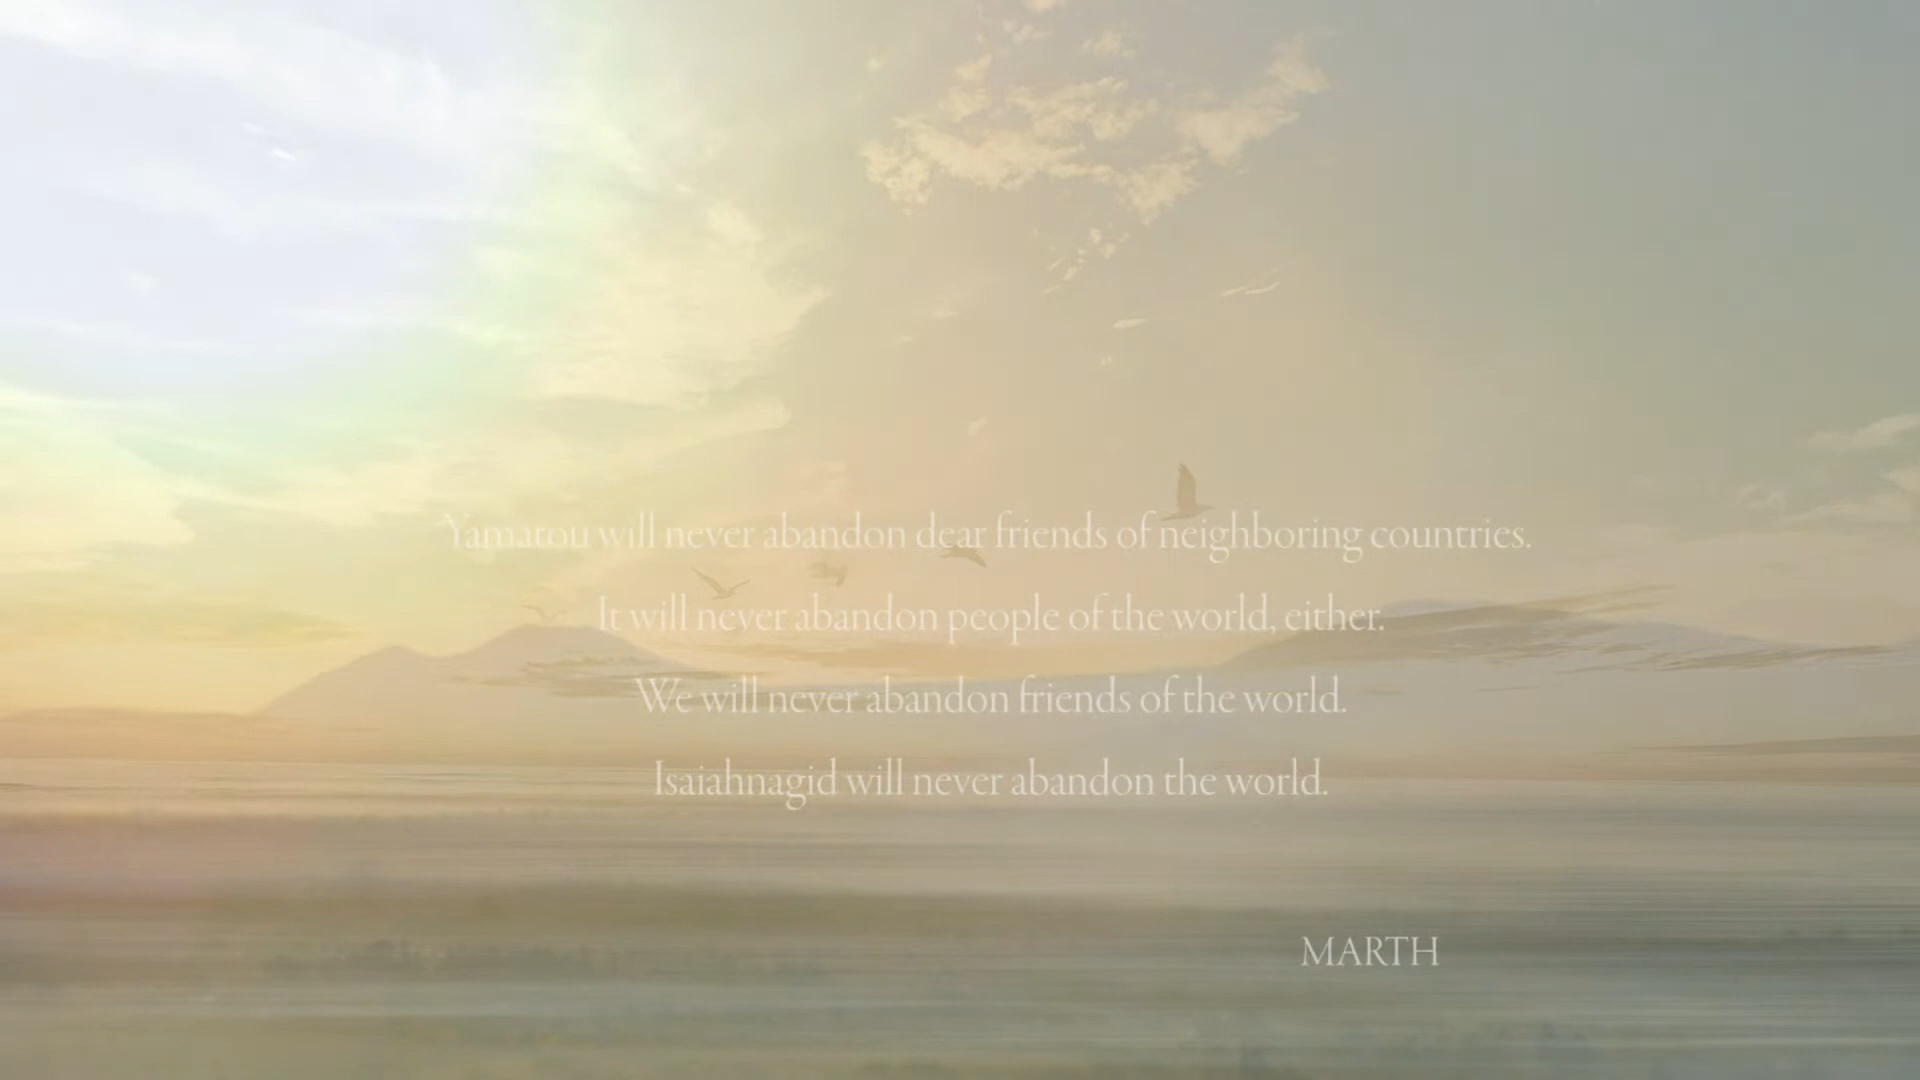 Yamatou will never abandon dear friends of neighboring countries.
It will never abandon people of the world, either.
We will never abandon friends of the world.
Isaiahnagid will never abandon the world.
MARTH